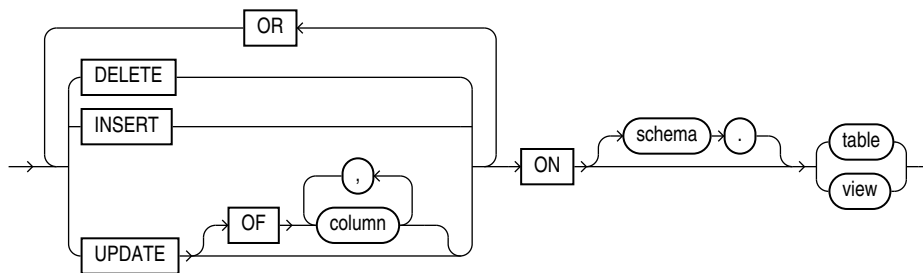 OR
DELETE
INSERT
UPDATE
OF
,
column
ON
schema
.
table
view